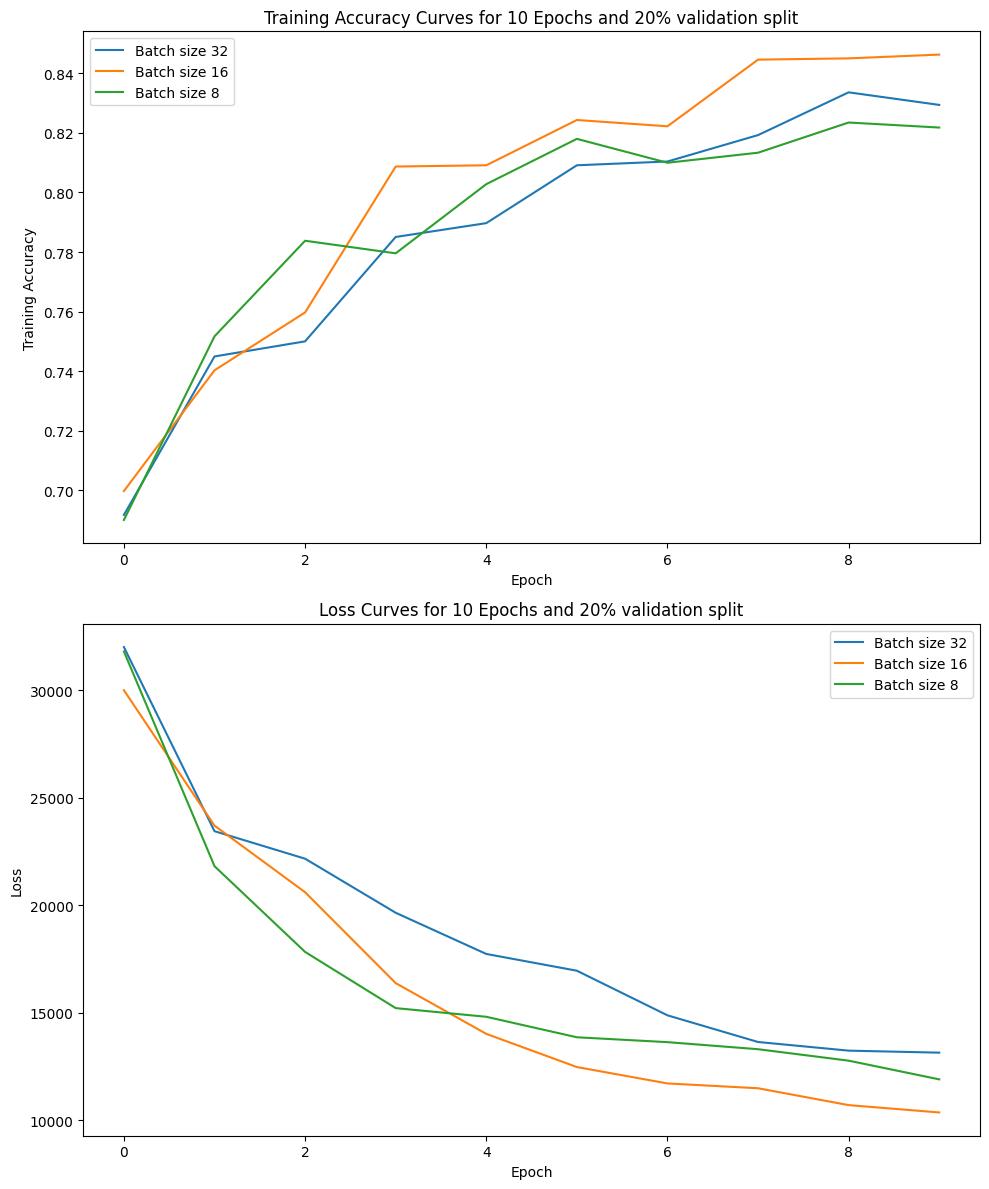 Training Accuracy Curves for 10 Epochs and 20% validation split
Batch size 32
Batch size 16
Batch size 8
0.84
0.82
0.80
0.78
0.76
0.74
0.72
0.70
Training Accuracy
0 2 4 6 8
Epoch
Loss Curves for 10 Epochs and 20% validation split
Batch size 32
Batch size 16
Batch size 8
30000
25000
20000
15000
10000
Loss
0 2 4 6 8
Epoch